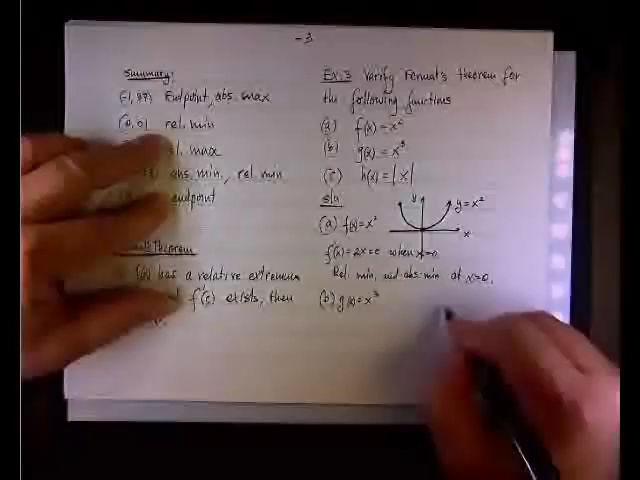 -3
Summary:
(-1, 37) Endpoint, abs. max
(0, 0) rel. min
rel. max
abs. min, rel. min
endpoint
Theorem
f(x) has a relative extremum
f'(c) exists, then
Ex. 3 Verify Fermat's theorem for
the following functions
(a) f(x) = x²
(b) g(x) = x³
(c) h(x) = |x|
sln
(a) f(x) = x²
y
y = x²
x
f'(x) = 2x = 0 when x = 0
Rel. min, and abs. min at x = 0.
(b) g(x) = x³